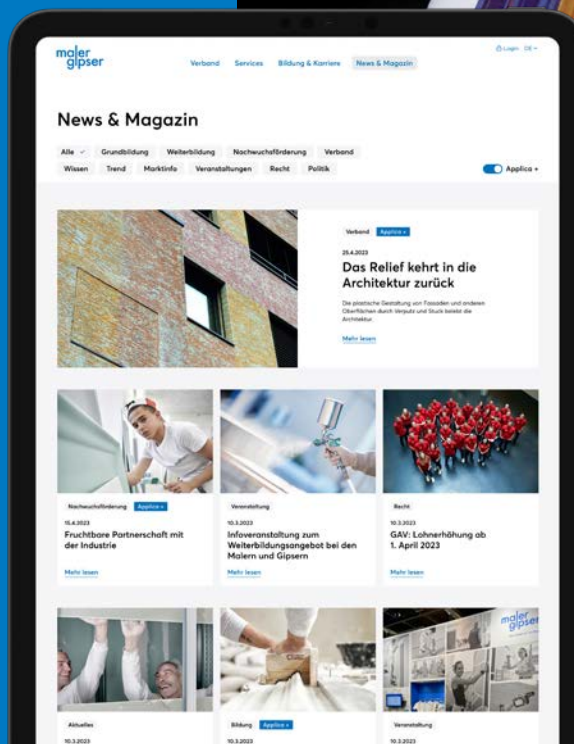 maler
gipser
Verband Services Bildung & Karriere News & Magazin
Login DE
News & Magazin
Alle Grundbildung Weiterbildung Nachwuchsförderung Verband
Wissen Trend Marktinfo Veranstaltungen Recht Politik
Applica +
Verband Applica +
25.4.2023
Das Relief kehrt in die
Architektur zurück
Die plastische Gestaltung von Fassaden und anderen
Oberflächen durch Verputz und Stuck belebt die
Architektur.
Mehr lesen
Nachwuchsförderung Applica +
15.4.2023
Fruchtbare Partnerschaft mit
der Industrie
Mehr lesen
Veranstaltung
10.3.2023
Infoveranstaltung zum
Weiterbildungsangebot bei den
Malern und Gipsern
Mehr lesen
Recht
10.3.2023
GAV: Lohnerhöhung ab
1. April 2023
Mehr lesen
maler
gipser
Aktuelles
10.3.2023
Bildung Applica +
10.3.2023
Veranstaltung
10.3.2023